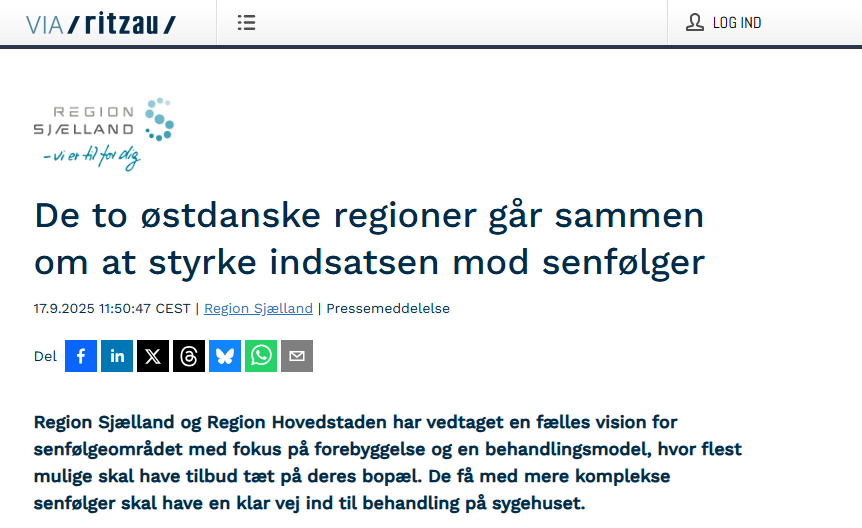 VIA /ritzau/
LOG IND
REGION
SJÆLLAND
- vi er til for dig
De to østdanske regioner går sammen
om at styrke indsatsen mod senfølger
17.9.2025 11:50:47 CEST | Region Sjælland | Pressemeddelelse
Del
Region Sjælland og Region Hovedstaden har vedtaget en fælles vision for
senfølgeområdet med fokus på forebyggelse og en behandlingsmodel, hvor flest
mulige skal have tilbud tæt på deres bopæl. De få med mere komplekse
senfølger skal have en klar vej ind til behandling på sygehuset.